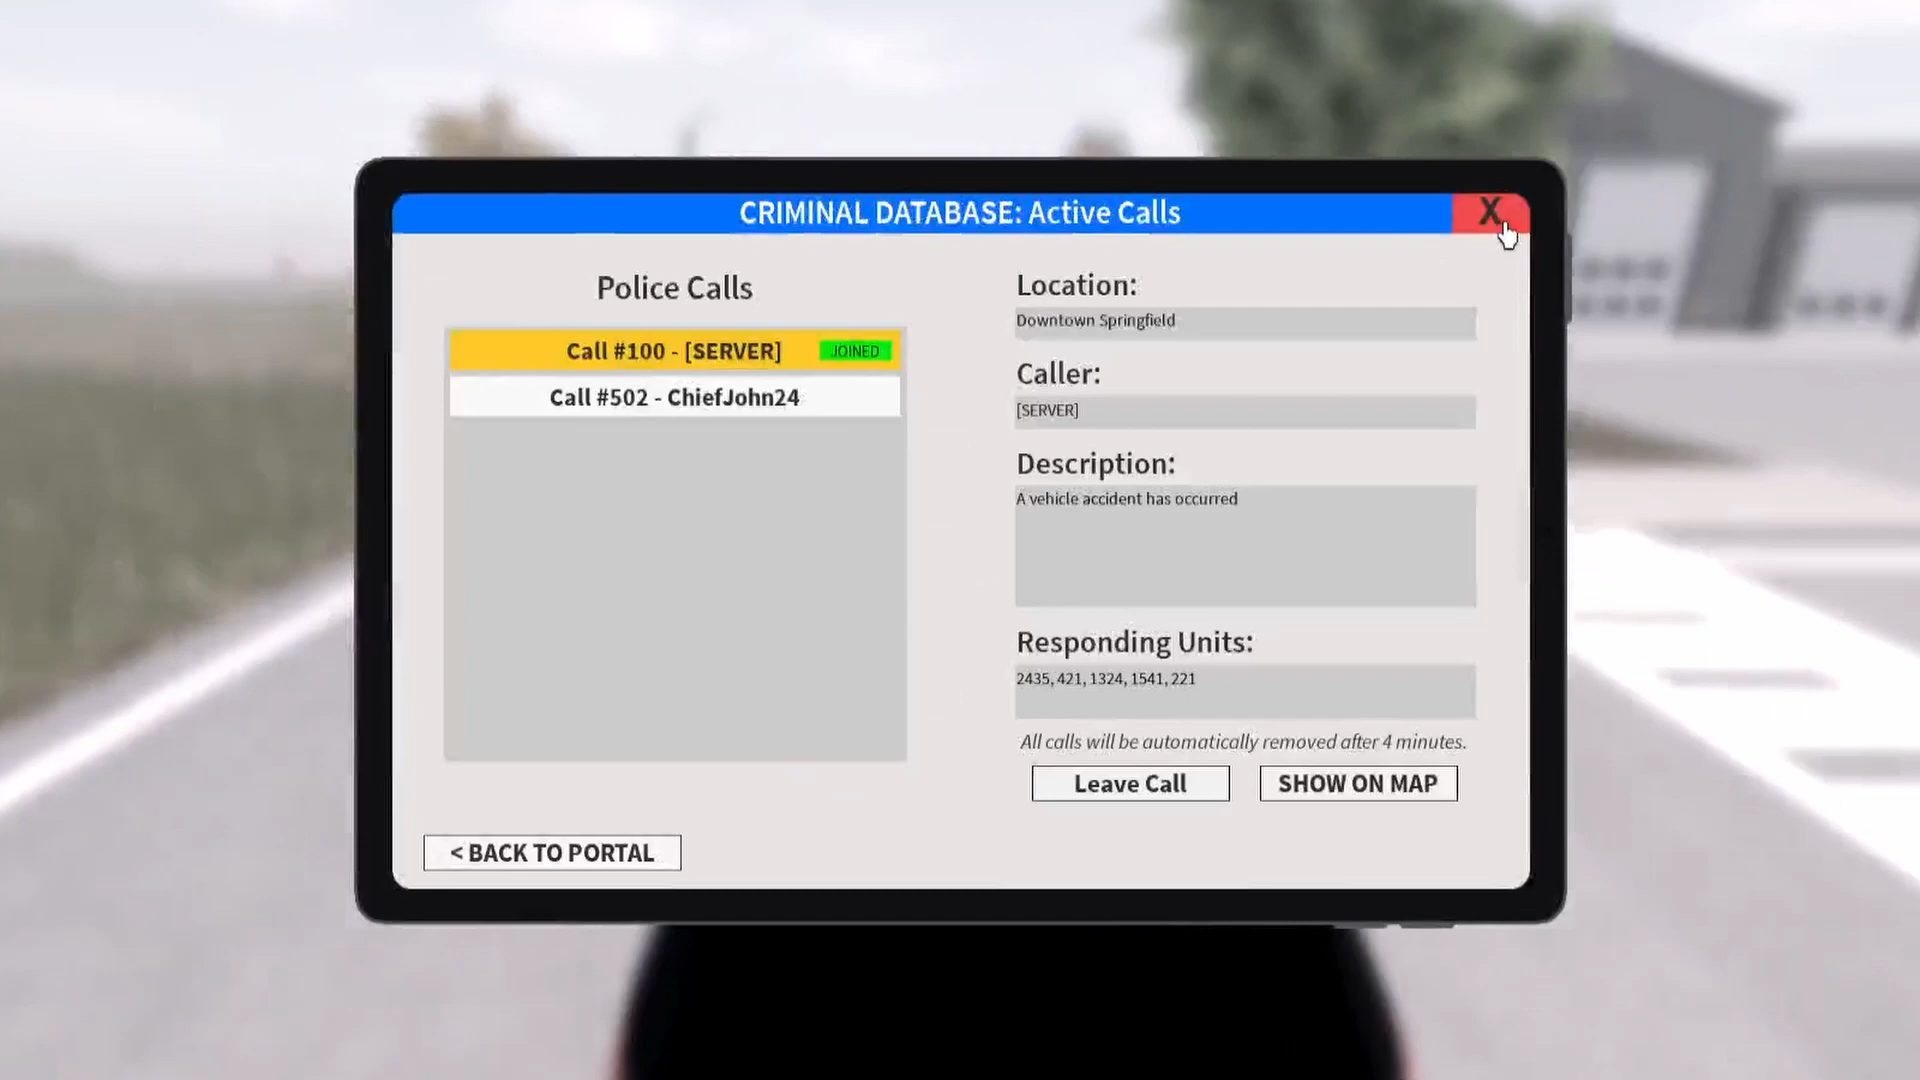 CRIMINAL DATABASE: Active Calls
X
Police Calls
Call #100 - [SERVER]
JOINED
Call #502 - ChiefJohn24
Location:
Downtown Springfield
Caller:
[SERVER]
Description:
A vehicle accident has occurred
Responding Units:
2435, 421, 1324, 1541, 221
All calls will be automatically removed after 4 minutes.
Leave Call
SHOW ON MAP
< BACK TO PORTAL